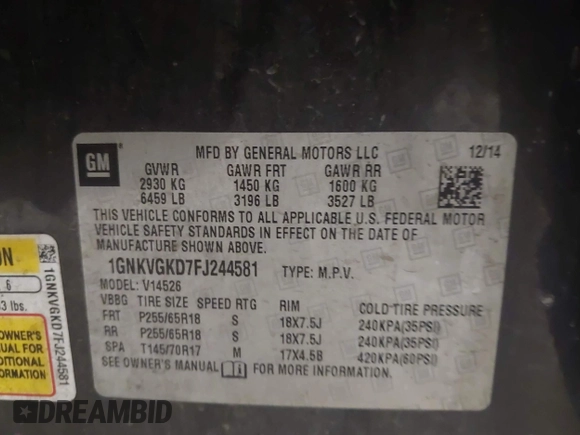 GM
MFD BY GENERAL MOTORS LLC 12/14
GVWR GAWR FRT GAWR RR
2930 KG 1450 KG 1600 KG
6459 LB 3196 LB 3527 LB
THIS VEHICLE CONFORMS TO ALL APPLICABLE U.S. FEDERAL MOTOR
VEHICLE SAFETY STANDARDS IN EFFECT ON THE DATE OF
MANUFACTURE SHOWN ABOVE.
1GNKVGKD7FJ244581 TYPE: M.P.V.
MODEL: V14526
VBBG TIRE SIZE SPEED RTG RIM COLD TIRE PRESSURE
FRT P255/65R18 S 18X7.5J 240KPA(35PSI)
RR P255/65R18 S 18X7.5J 240KPA(35PSI)
SPA T145/70R17 M 17X4.5B 420KPA(60PSI)
SEE OWNER'S MANUAL FOR MORE INFORMATION
ON
6
3 lbs.
OWNER'S
UAL FOR
DITIONAL
RMATION
1GNKVGKD7FJ244581
DREAMBID